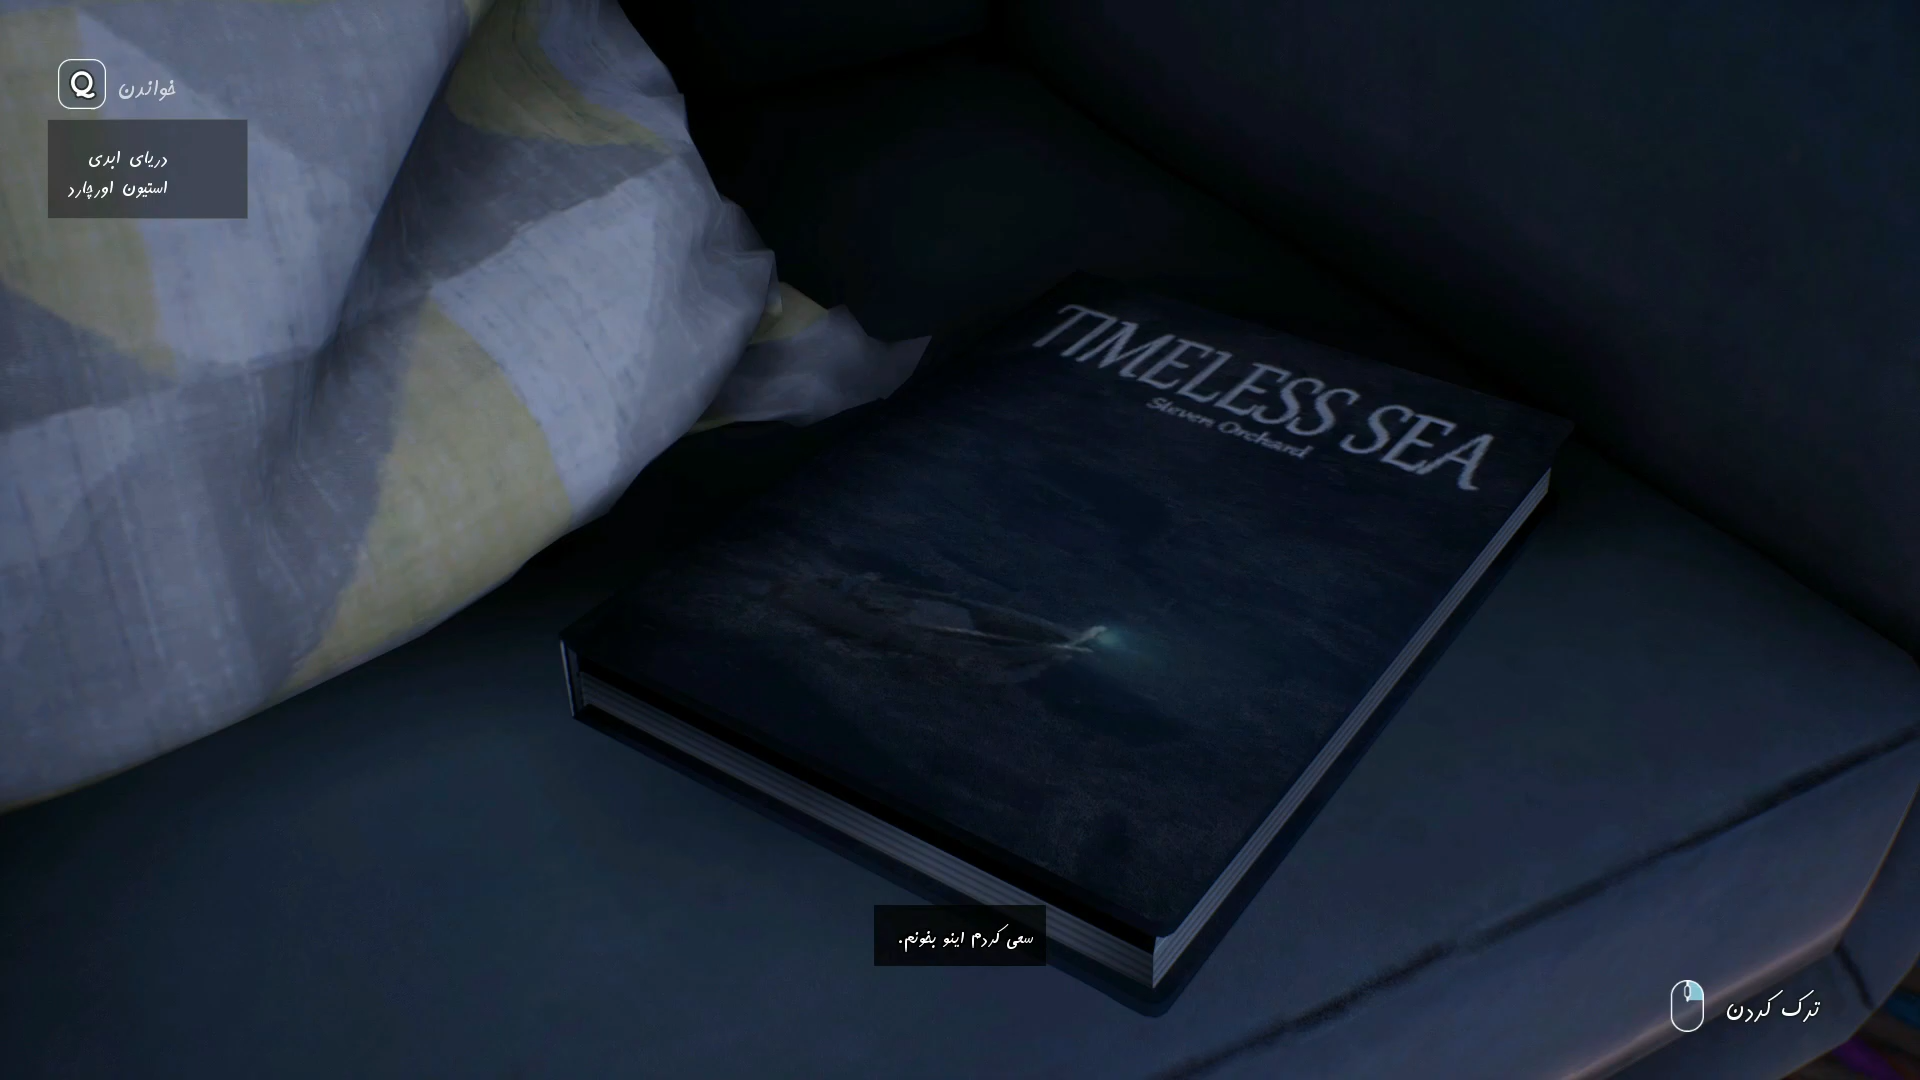 Q خواندن
دریای ابدی
استیون اورچارد
TIMELESS SEA
Steven Orchard
سعی کردم اینو بخونم.
ترک کردن